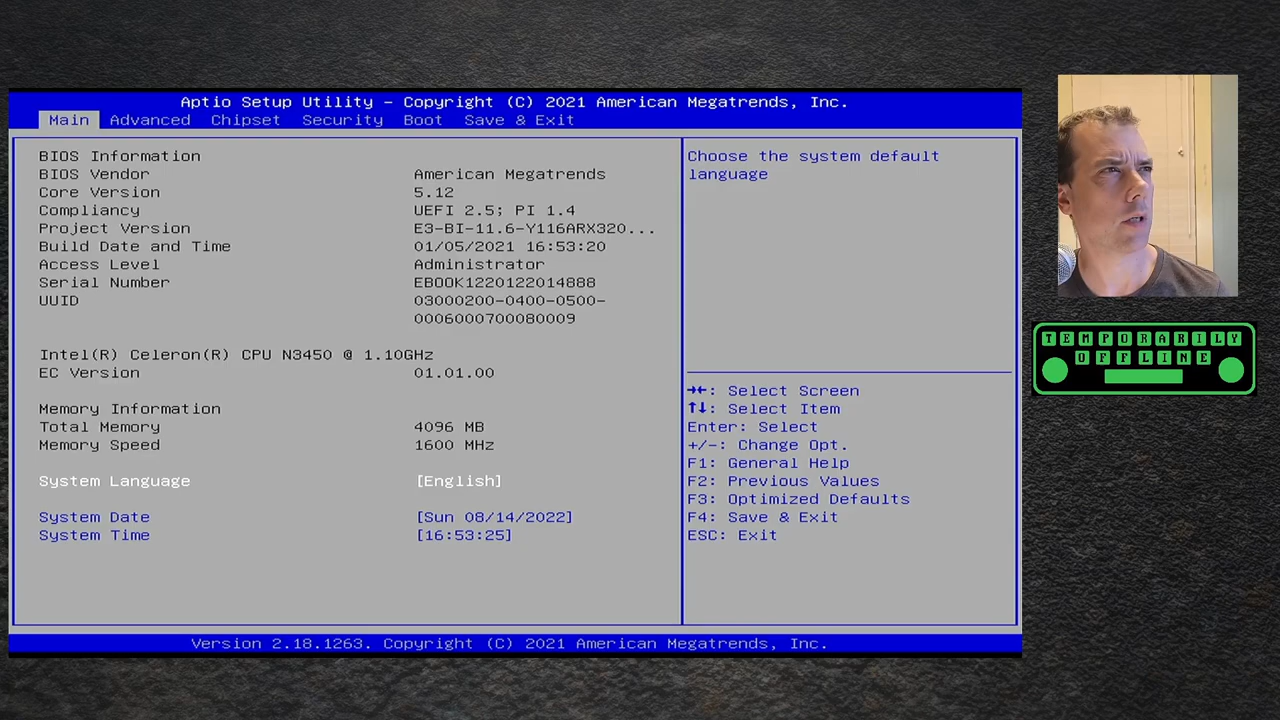 Aptio Setup Utility - Copyright (C) 2021 American Megatrends, Inc.
Main Advanced Chipset Security Boot Save & Exit
BIOS Information
BIOS Vendor American Megatrends
Core Version 5.12
Compliancy UEFI 2.5; PI 1.4
Project Version E3-BI-11.6-Y116ARX320...
Build Date and Time 01/05/2021 16:53:20
Access Level Administrator
Serial Number EBOOK1220122014888
UUID 03000200-0400-0500-
0006000700080009
Intel(R) Celeron(R) CPU N3450 @ 1.10GHz
EC Version 01.01.00
Memory Information
Total Memory 4096 MB
Memory Speed 1600 MHz
System Language [English]
System Date [Sun 08/14/2022]
System Time [16:53:25]
Choose the system default
language
→←: Select Screen
↑↓: Select Item
Enter: Select
+/-: Change Opt.
F1: General Help
F2: Previous Values
F3: Optimized Defaults
F4: Save & Exit
ESC: Exit
Version 2.18.1263. Copyright (C) 2021 American Megatrends, Inc.
TEMPORARILY
OFFLINE